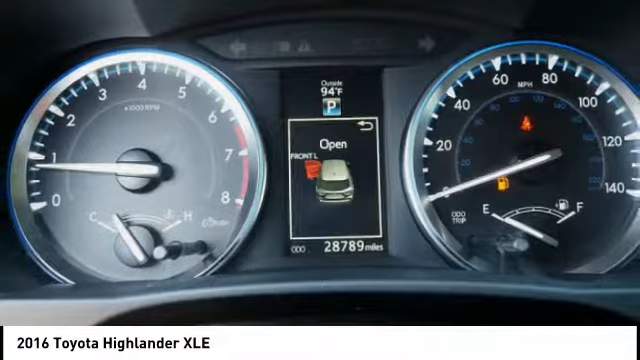 Outside
94°F
P
Open
FRONT L
ODO 28789 miles
x1000 RPM
0 1 2 3 4 5 6 7 8
C H
MPH
0 20 40 60 80 100 120 140
ODO
TRIP
E F
2016 Toyota Highlander XLE